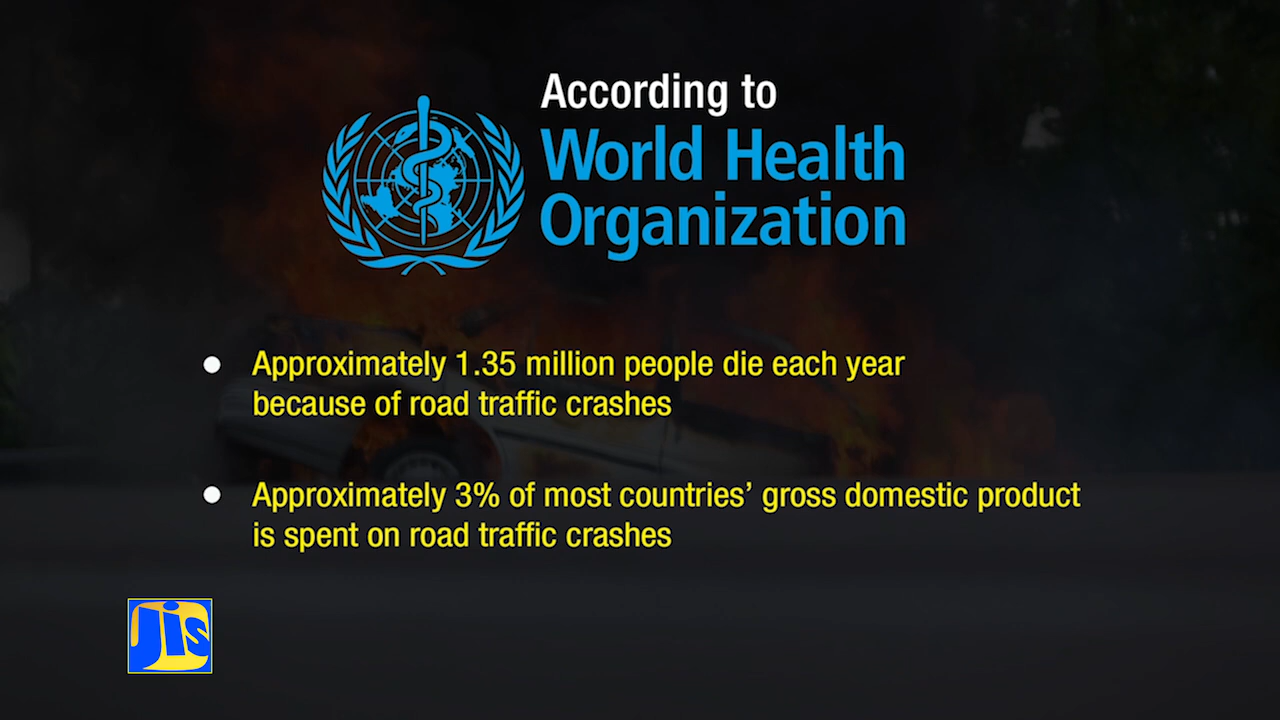 According to
World Health
Organization
Approximately 1.35 million people die each year
because of road traffic crashes
Approximately 3% of most countries’ gross domestic product
is spent on road traffic crashes
Jis